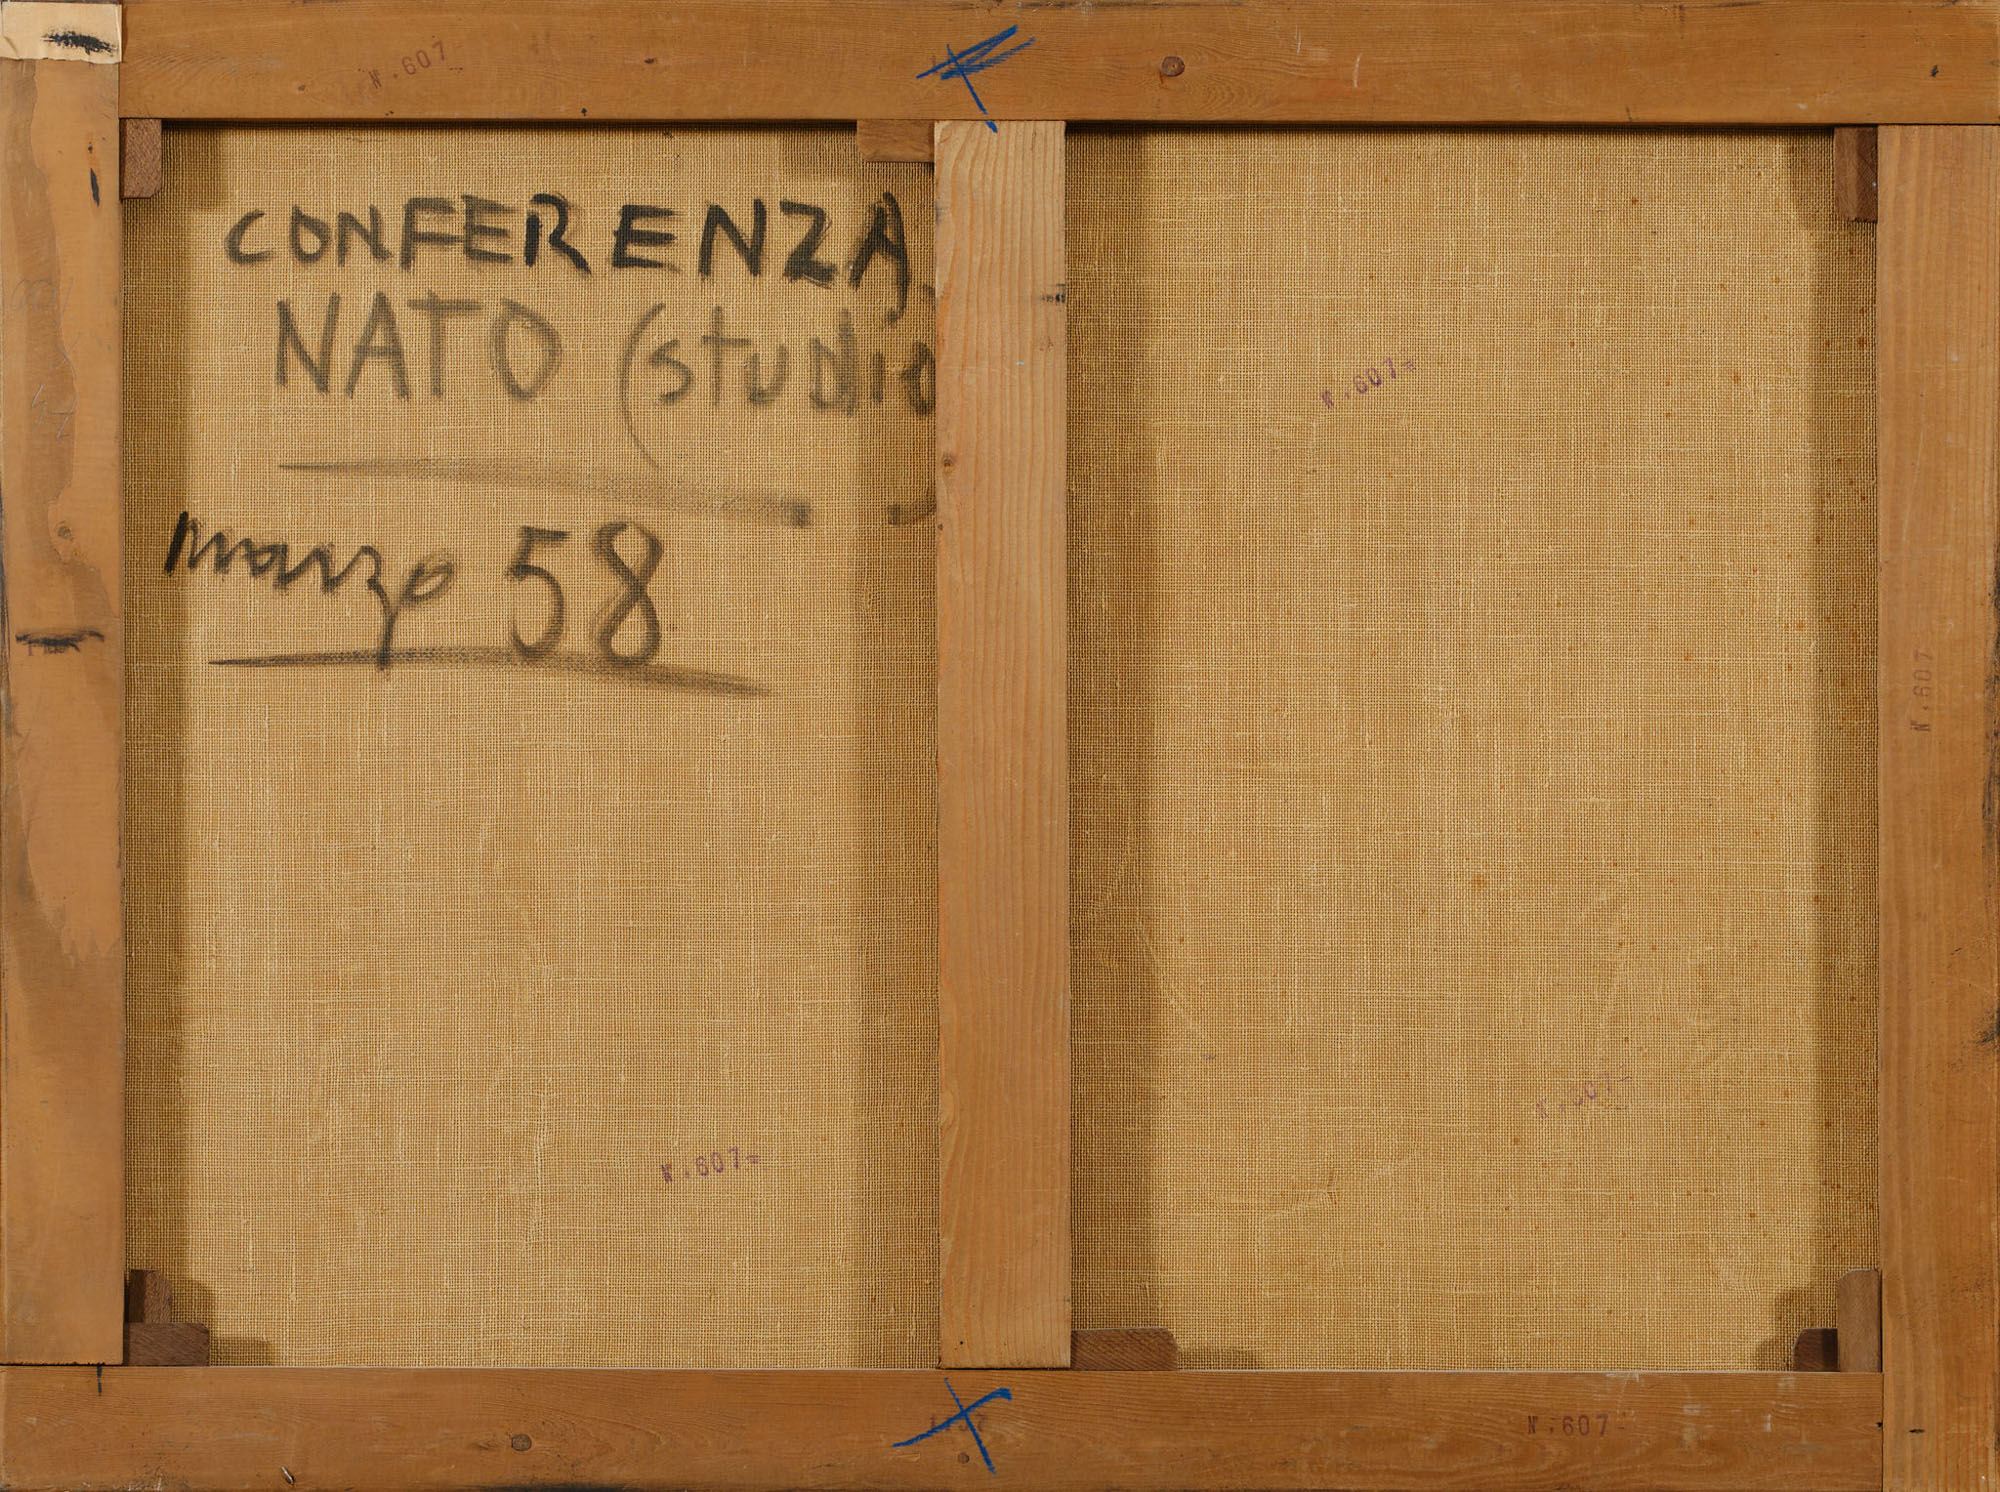 N.607
CONFERENZA
NATO (studio
marzo 58
N.607=
N.607
N.607=
N.607-